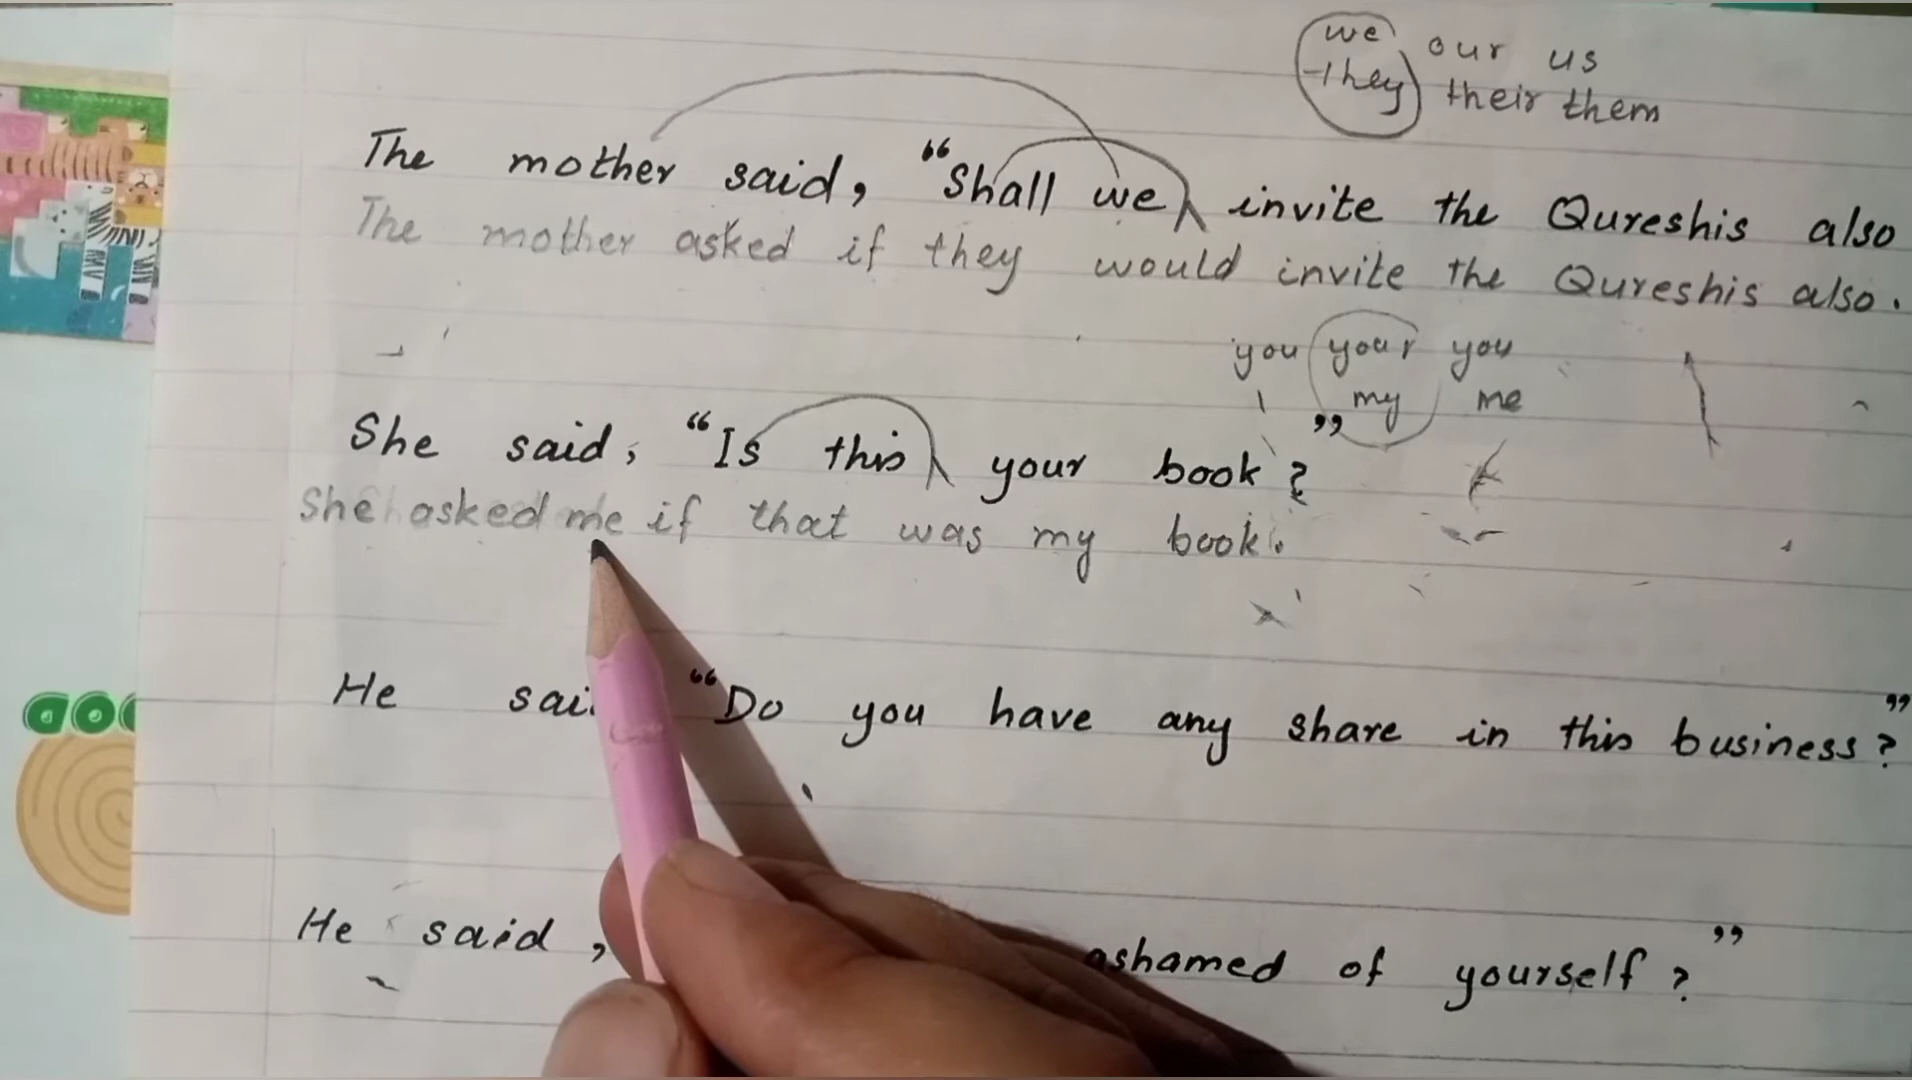 we our us
they their them
The mother said, "Shall we invite the Qureshis also
The mother asked if they would invite the Qureshis also.
you your you
I my me
She said, "Is this your book?"
She asked me if that was my book.
He sai "Do you have any share in this business?"
He said, ashamed of yourself?"